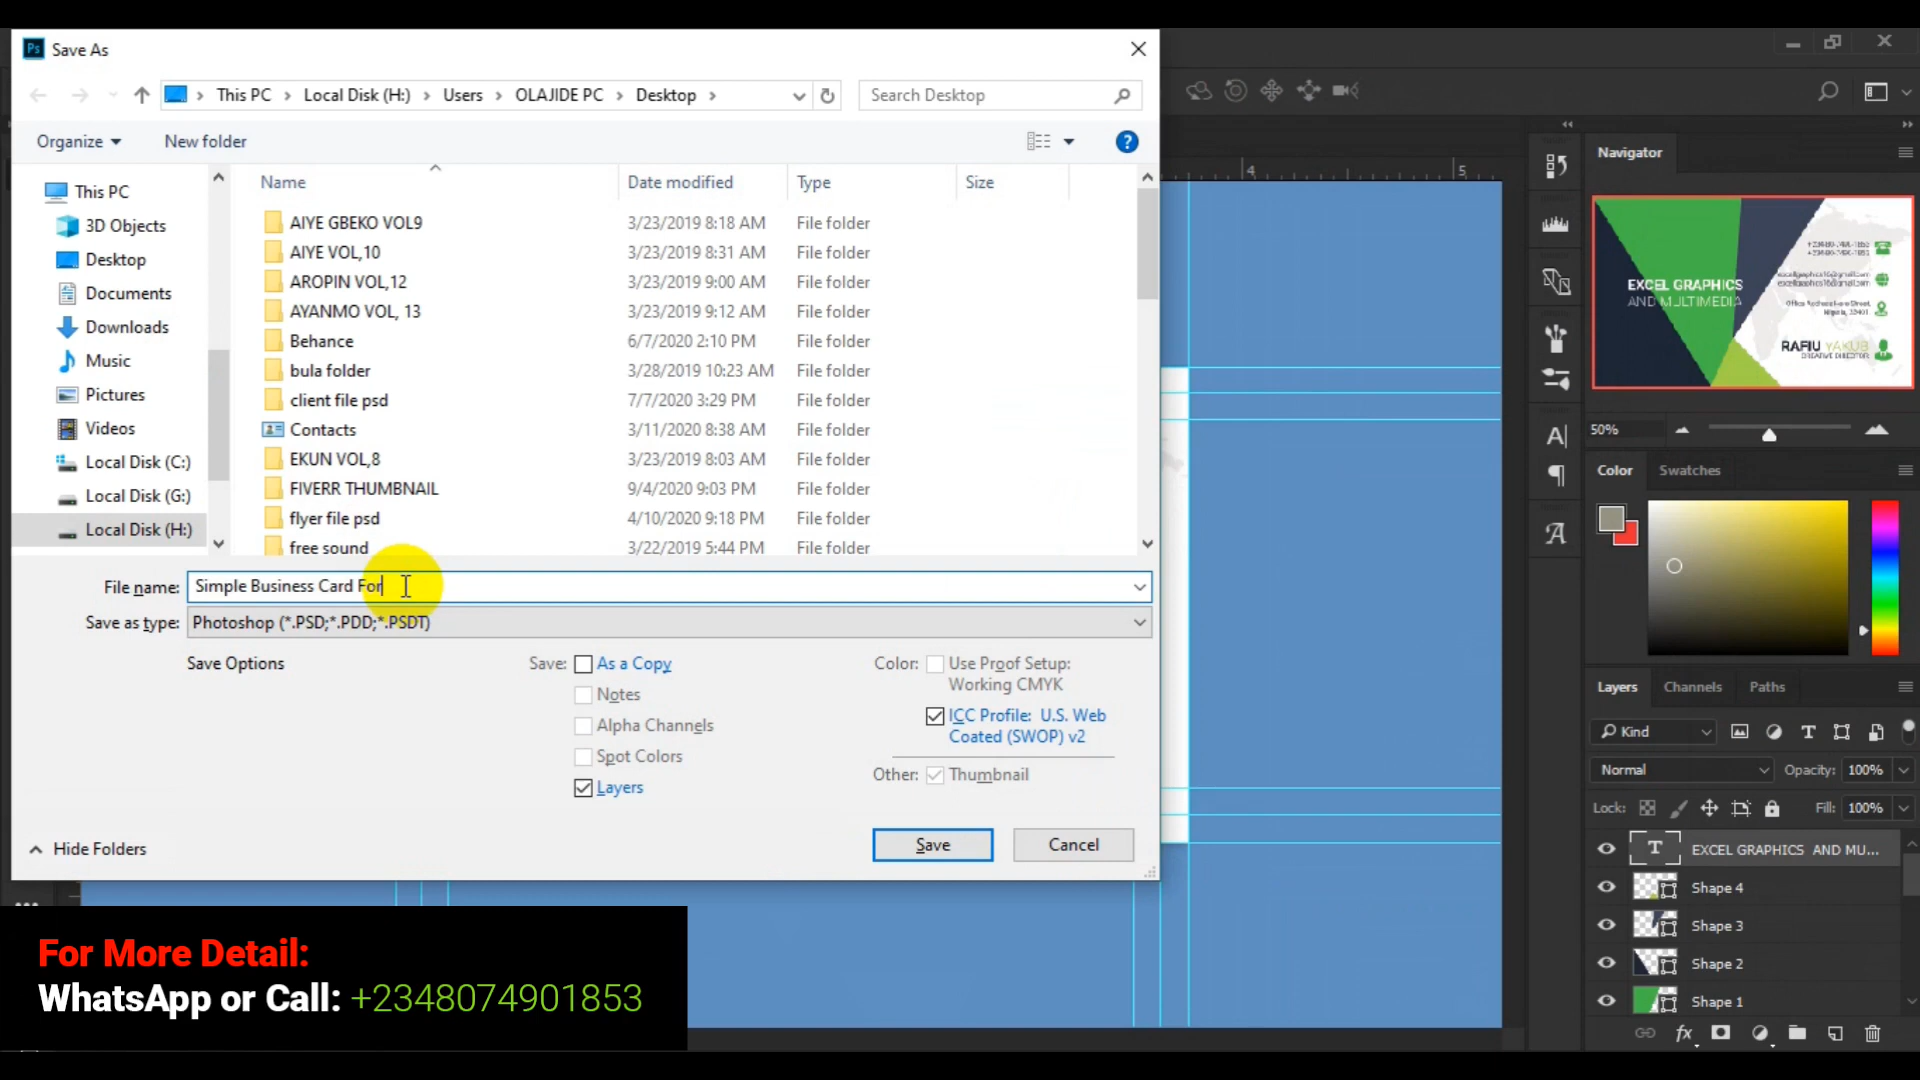 Ps Save As
This PC > Local Disk (H:) > Users > OLAJIDE PC > Desktop >
Search Desktop
Organize
New folder
?
Name
Date modified
Type
Size
This PC
3D Objects
Desktop
Documents
Downloads
Music
Pictures
Videos
Local Disk (C:)
Local Disk (G:)
Local Disk (H:)
AIYE GBEKO VOL9 3/23/2019 8:18 AM File folder
AIYE VOL,10 3/23/2019 8:31 AM File folder
AROPIN VOL,12 3/23/2019 9:00 AM File folder
AYANMO VOL, 13 3/23/2019 9:12 AM File folder
Behance 6/7/2020 2:10 PM File folder
bula folder 3/28/2019 10:23 AM File folder
client file psd 7/7/2020 3:29 PM File folder
Contacts 3/11/2020 8:38 AM File folder
EKUN VOL,8 3/23/2019 8:03 AM File folder
FIVERR THUMBNAIL 9/4/2020 9:03 PM File folder
flyer file psd 4/10/2020 9:18 PM File folder
free sound 3/22/2019 5:44 PM File folder
File name: Simple Business Card For
Save as type: Photoshop (*.PSD;*.PDD;*.PSDT)
Save Options
Save:
As a Copy
Notes
Alpha Channels
Spot Colors
Layers
Color:
Use Proof Setup:
Working CMYK
ICC Profile: U.S. Web
Coated (SWOP) v2
Other:
Thumbnail
Hide Folders
Save
Cancel
4
5
Navigator
EXCEL GRAPHICS
AND MULTIMEDIA
RAFIU YAKUB
CREATIVE DIRECTOR
50%
Color
Swatches
Layers
Channels
Paths
Kind
Normal
Opacity: 100%
Lock:
Fill: 100%
T EXCEL GRAPHICS AND MU...
Shape 4
Shape 3
Shape 2
Shape 1
fx
For More Detail:
WhatsApp or Call: +2348074901853